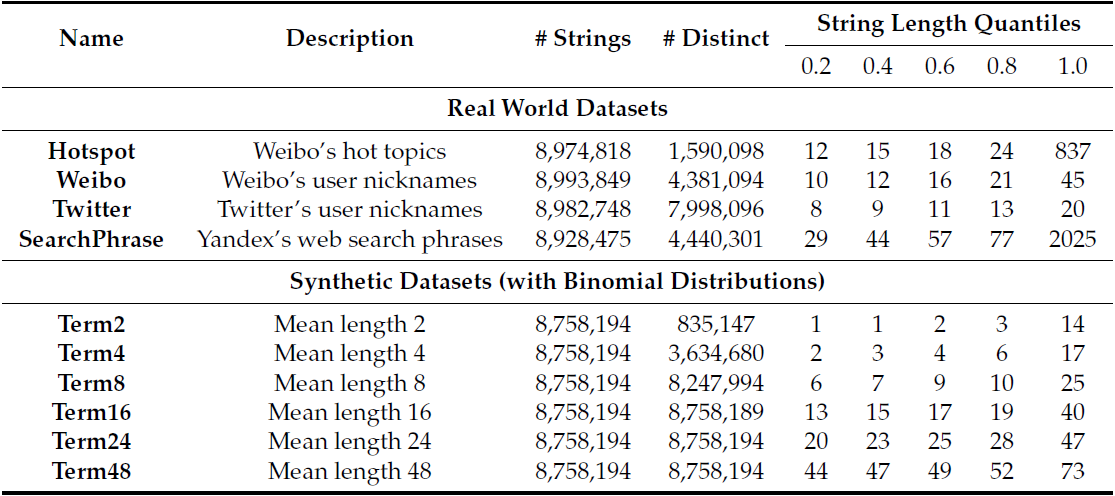 Name Description # Strings # Distinct String Length Quantiles
0.2 0.4 0.6 0.8 1.0
Real World Datasets
Hotspot Weibo's hot topics 8,974,818 1,590,098 12 15 18 24 837
Weibo Weibo's user nicknames 8,993,849 4,381,094 10 12 16 21 45
Twitter Twitter's user nicknames 8,982,748 7,998,096 8 9 11 13 20
SearchPhrase Yandex's web search phrases 8,928,475 4,440,301 29 44 57 77 2025
Synthetic Datasets (with Binomial Distributions)
Term2 Mean length 2 8,758,194 835,147 1 1 2 3 14
Term4 Mean length 4 8,758,194 3,634,680 2 3 4 6 17
Term8 Mean length 8 8,758,194 8,247,994 6 7 9 10 25
Term16 Mean length 16 8,758,194 8,758,189 13 15 17 19 40
Term24 Mean length 24 8,758,194 8,758,194 20 23 25 28 47
Term48 Mean length 48 8,758,194 8,758,194 44 47 49 52 73